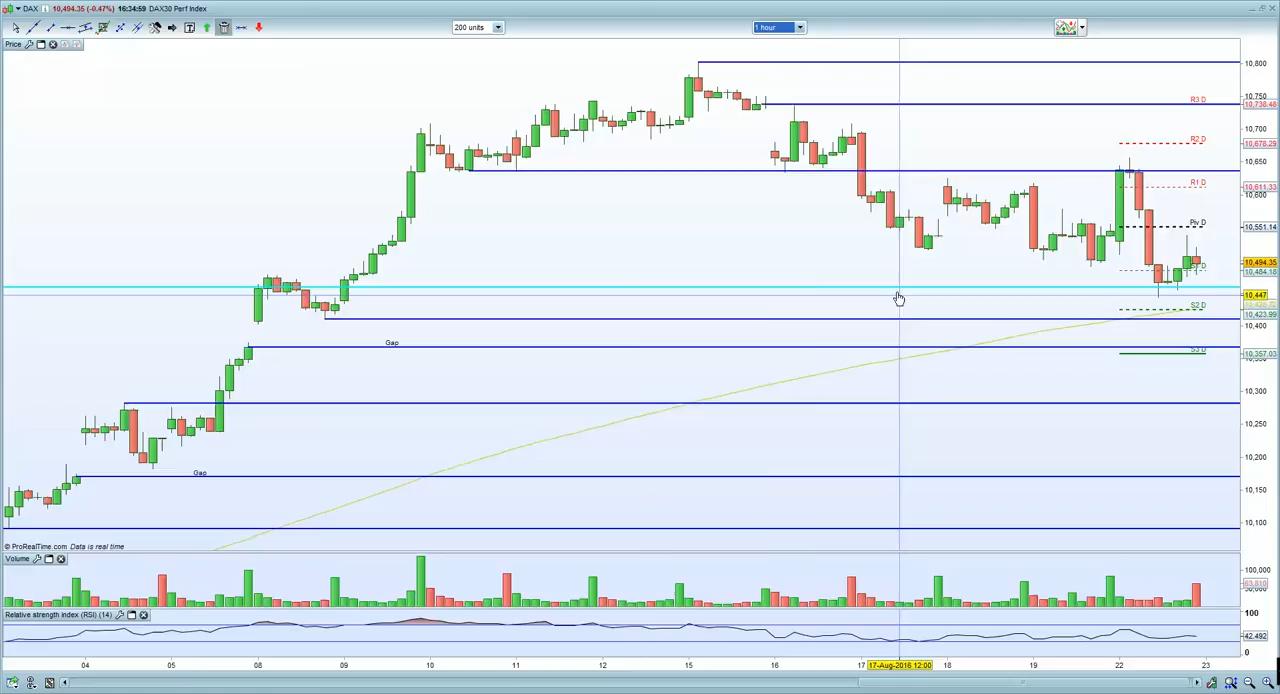 DAX 10,494.35 (-0.47%) 16:34:59 DAX30 Perf Index
200 units
1 hour
Price
10,800
10,750
R3 D
10,738.48
10,700
R2 D
10,678.29
10,650
R1 D
10,611.33
10,600
Piv D
10,551.14
10,494.35
10,484.18
10,447
S2 D
10,423.99
10,400
Gap
S3 D
10,357.03
10,300
10,250
10,200
Gap
10,150
10,100
© ProRealTime.com Data is real time
Volume
100,000
63,810
Relative strength index (RSI) (14)
100
42.492
0
04 05 08 09 10 11 12 15 16 17 17-Aug-2016 12:00 18 19 22 23